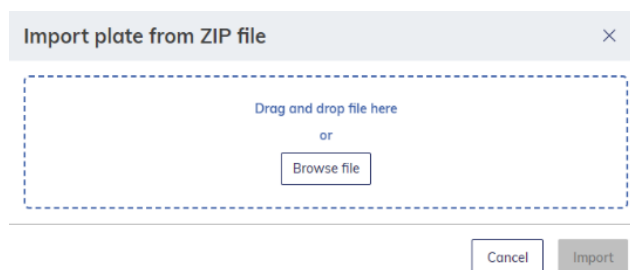 Import plate from ZIP file
Drag and drop file here
or
Browse file
Cancel Import